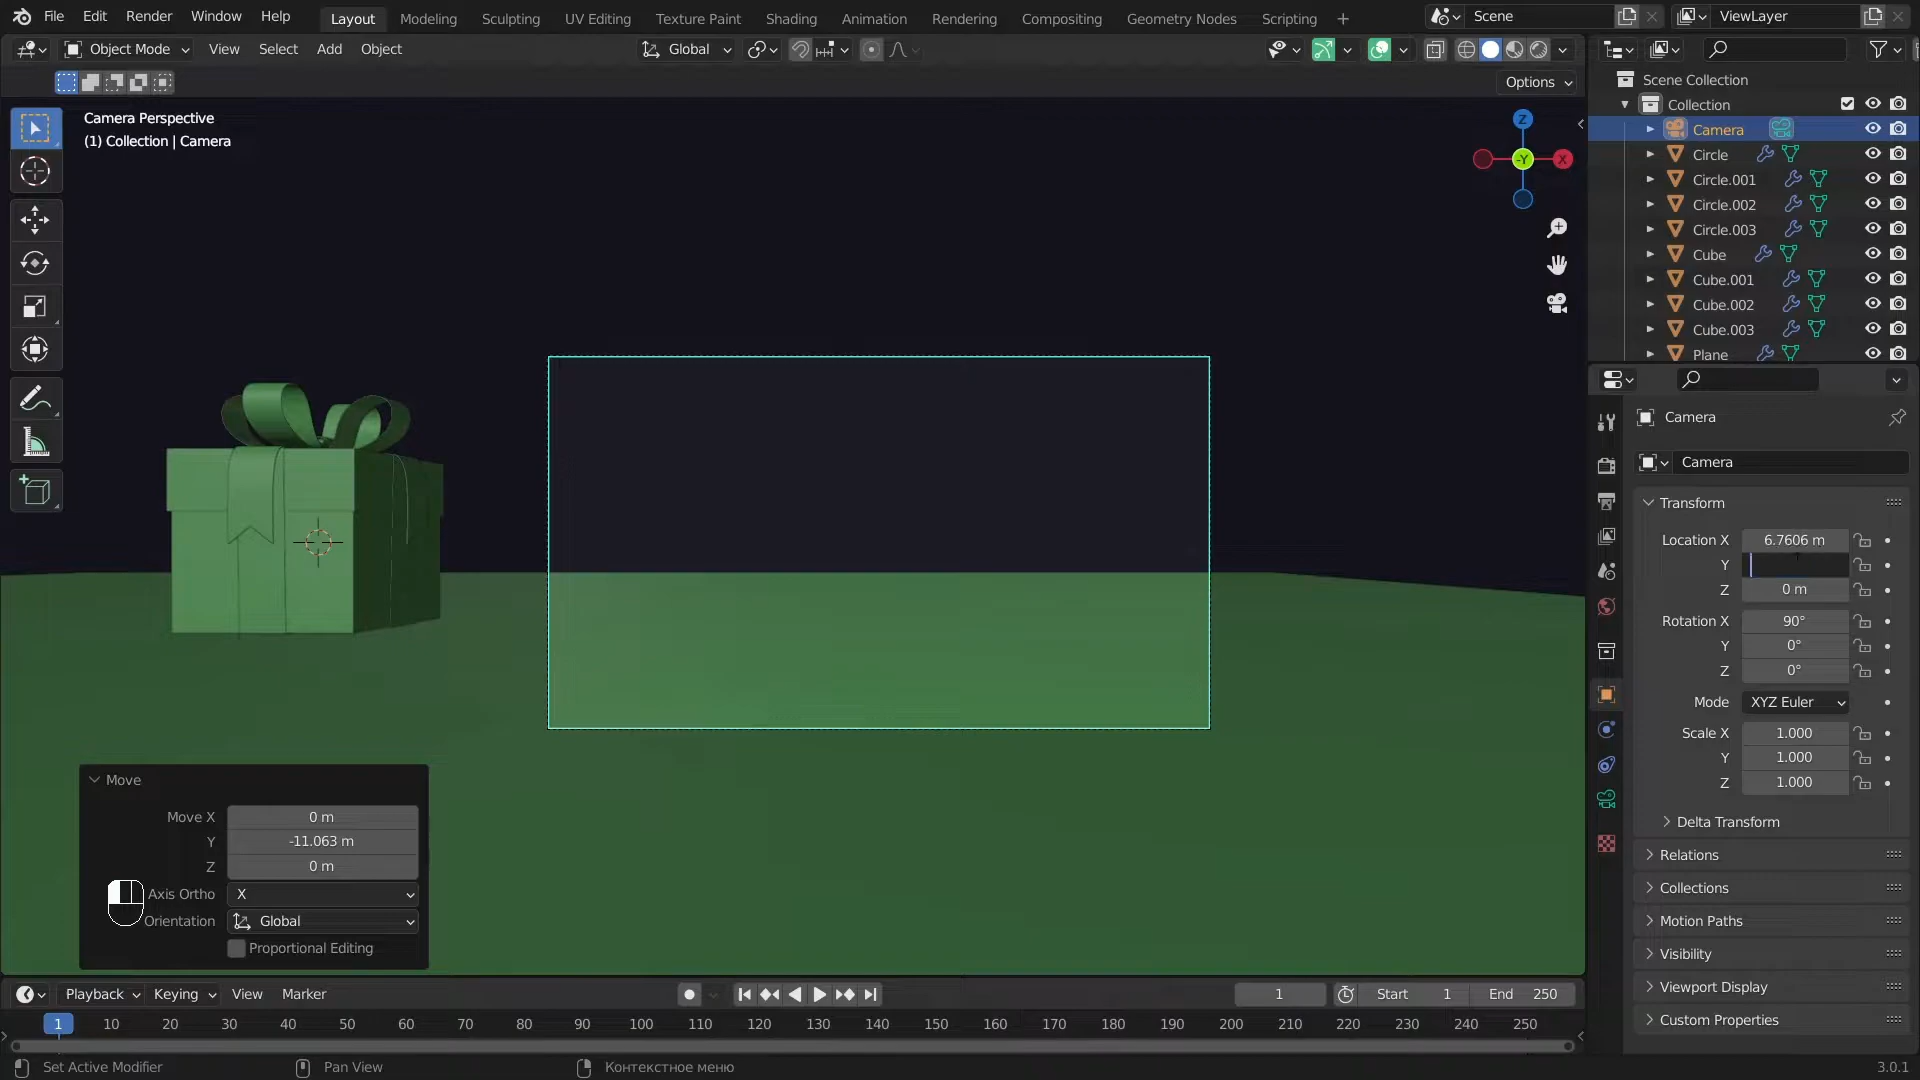 File Edit Render Window Help Layout Modeling Sculpting UV Editing Texture Paint Shading Animation Rendering Compositing Geometry Nodes Scripting + Scene ViewLayer
Object Mode View Select Add Object Global
Options
Camera Perspective
(1) Collection | Camera
Z
-Y
X
Scene Collection
Collection
Camera
Circle
Circle.001
Circle.002
Circle.003
Cube
Cube.001
Cube.002
Cube.003
Plane
Camera
Camera
Transform
Location X 6.7606 m
Y
Z 0 m
Rotation X 90°
Y 0°
Z 0°
Mode XYZ Euler
Scale X 1.000
Y 1.000
Z 1.000
Delta Transform
Relations
Collections
Motion Paths
Visibility
Viewport Display
Custom Properties
Move
Move X 0 m
Y -11.063 m
Z 0 m
Axis Ortho X
Orientation Global
Proportional Editing
Playback Keying View Marker 1 Start 1 End 250
1 10 20 30 40 50 60 70 80 90 100 110 120 130 140 150 160 170 180 190 200 210 220 230 240 250
Set Active Modifier Pan View Контекстное меню 3.0.1